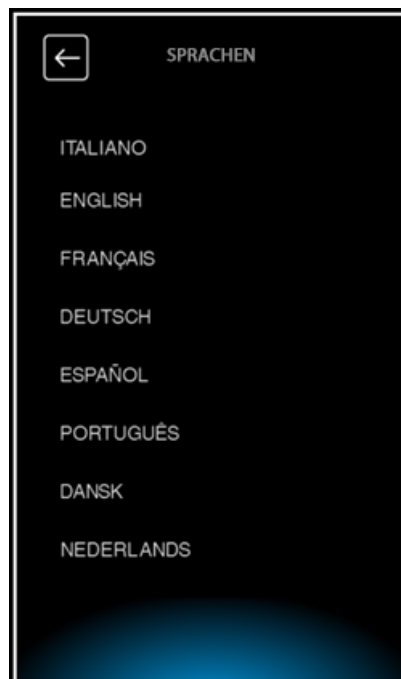 SPRACHEN
ITALIANO
ENGLISH
FRANÇAIS
DEUTSCH
ESPAÑOL
PORTUGUÊS
DANSK
NEDERLANDS